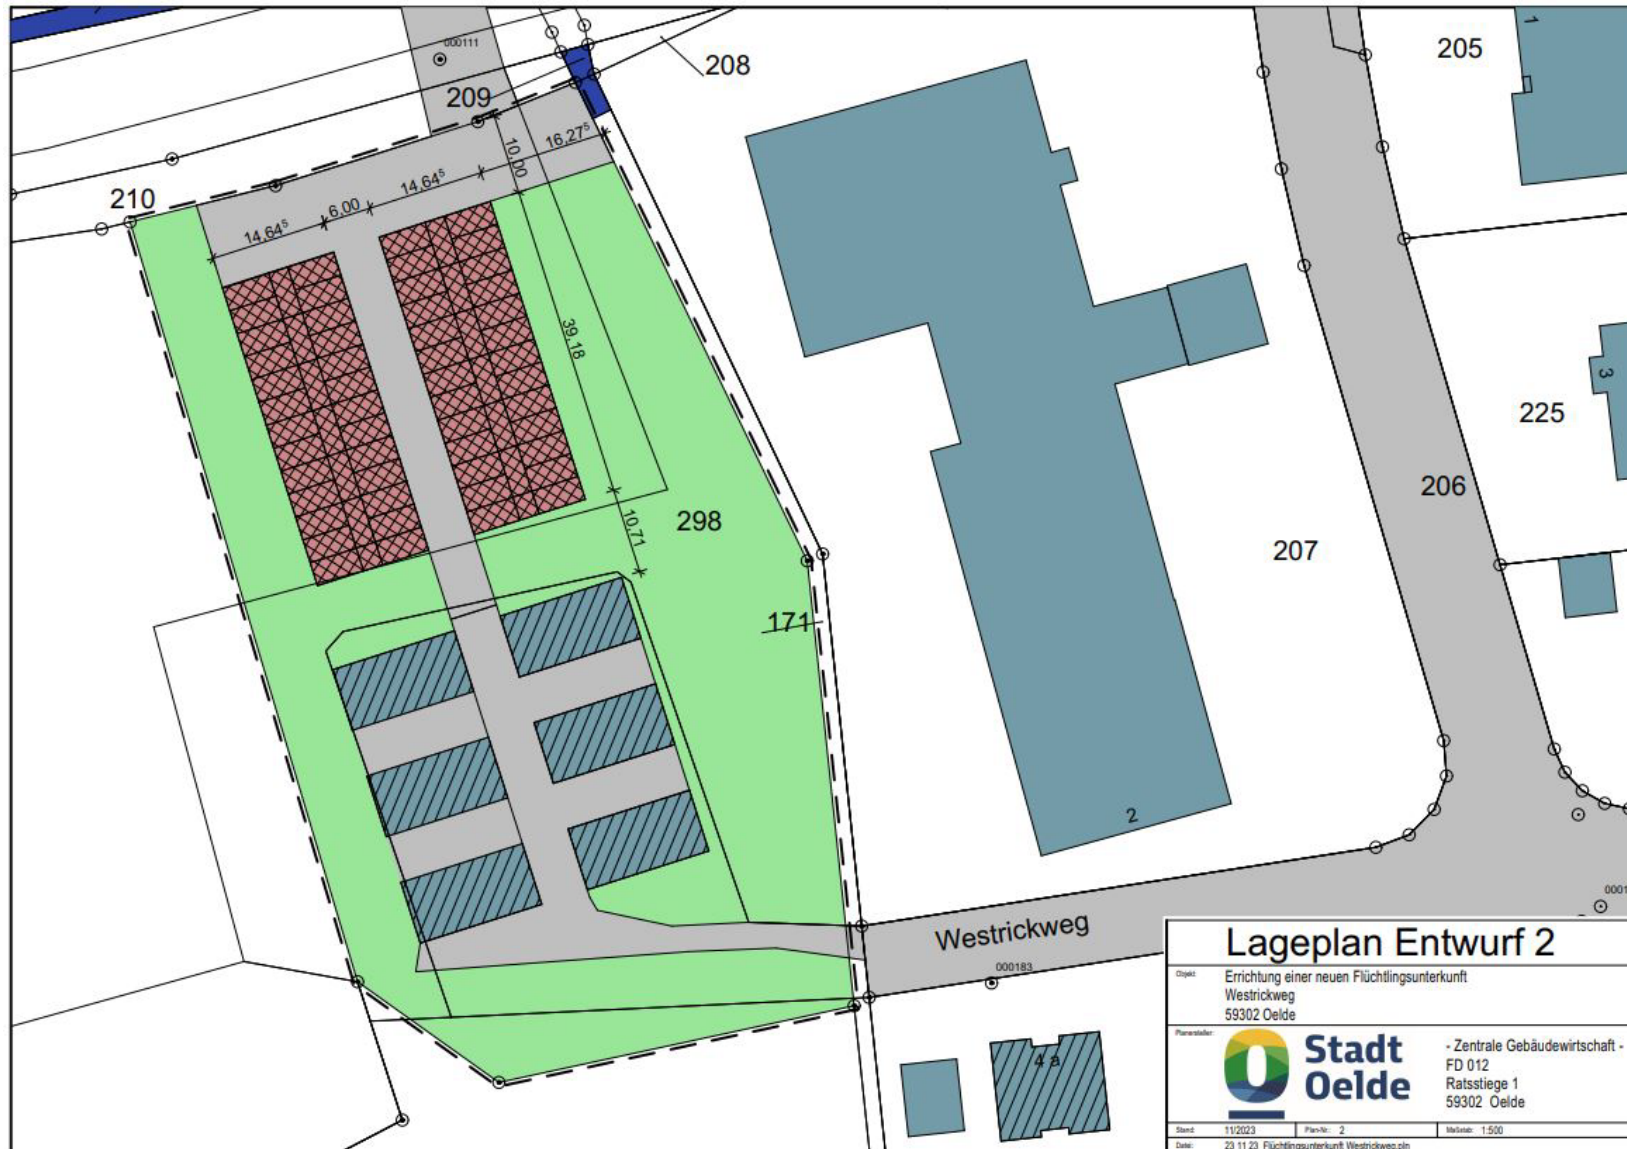 000111
208
209
205
1
210
16,27⁵
10,00
14,64⁵
6,00
14,64⁵
39,18
3
225
206
298
10,71
207
171
2
Westrickweg
000183
4 a
Lageplan Entwurf 2
Objekt: Errichtung einer neuen Flüchtlingsunterkunft
Westrickweg
59302 Oelde
Planersteller:
Stadt
Oelde
- Zentrale Gebäudewirtschaft -
FD 012
Ratsstiege 1
59302 Oelde
Stand: 11/2023 Plan-Nr.: 2 Maßstab: 1:500
Datei: 23 11 23 Flüchtlingsunterkunft Westrickweg.pln